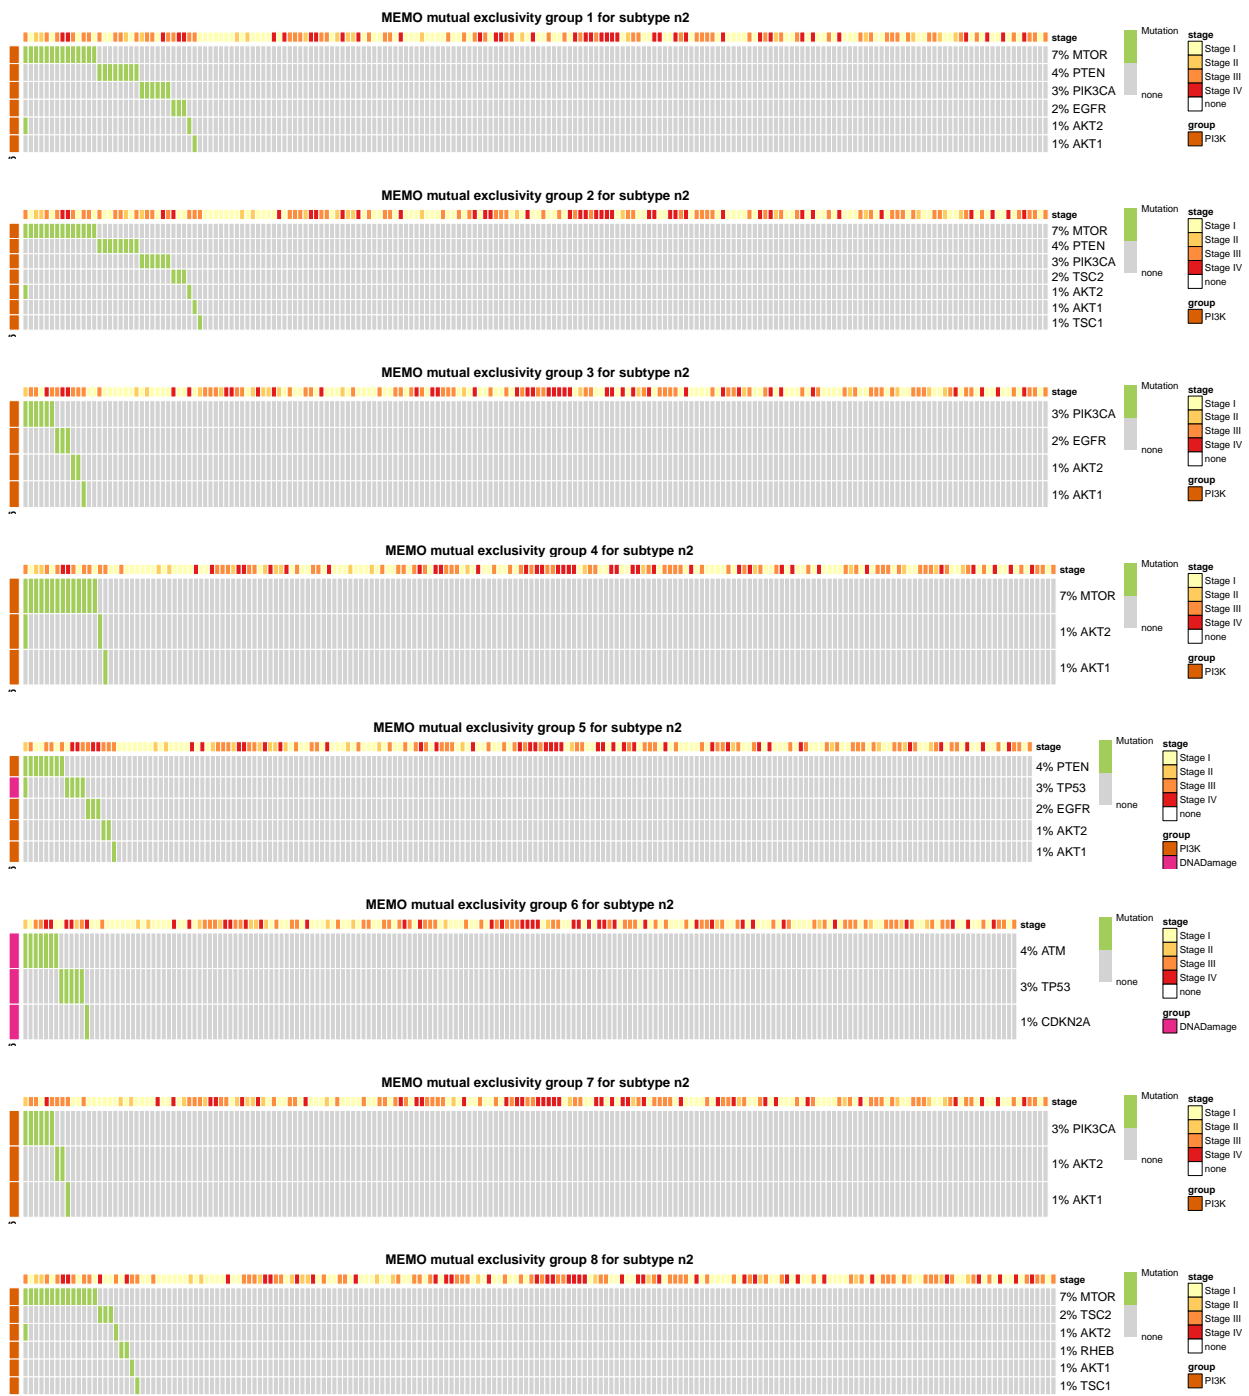 MEMO mutual exclusivity group 1 for subtype n2
stage
7% MTOR
4% PTEN
3% PIK3CA
2% EGFR
1% AKT2
1% AKT1
Mutation
none
stage
Stage I
Stage II
Stage III
Stage IV
none
group
PI3K
MEMO mutual exclusivity group 2 for subtype n2
stage
7% MTOR
4% PTEN
3% PIK3CA
2% TSC2
1% AKT2
1% AKT1
1% TSC1
Mutation
none
stage
Stage I
Stage II
Stage III
Stage IV
none
group
PI3K
MEMO mutual exclusivity group 3 for subtype n2
stage
3% PIK3CA
2% EGFR
1% AKT2
1% AKT1
Mutation
none
stage
Stage I
Stage II
Stage III
Stage IV
none
group
PI3K
MEMO mutual exclusivity group 4 for subtype n2
stage
7% MTOR
1% AKT2
1% AKT1
Mutation
none
stage
Stage I
Stage II
Stage III
Stage IV
none
group
PI3K
MEMO mutual exclusivity group 5 for subtype n2
stage
4% PTEN
3% TP53
2% EGFR
1% AKT2
1% AKT1
Mutation
none
stage
Stage I
Stage II
Stage III
Stage IV
none
group
PI3K
DNADamage
MEMO mutual exclusivity group 6 for subtype n2
stage
4% ATM
3% TP53
1% CDKN2A
Mutation
none
stage
Stage I
Stage II
Stage III
Stage IV
none
group
DNADamage
MEMO mutual exclusivity group 7 for subtype n2
stage
3% PIK3CA
1% AKT2
1% AKT1
Mutation
none
stage
Stage I
Stage II
Stage III
Stage IV
none
group
PI3K
MEMO mutual exclusivity group 8 for subtype n2
stage
7% MTOR
2% TSC2
1% AKT2
1% RHEB
1% AKT1
1% TSC1
Mutation
none
stage
Stage I
Stage II
Stage III
Stage IV
none
group
PI3K